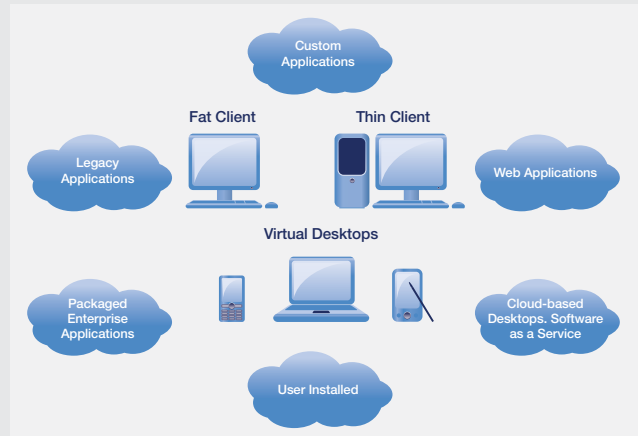 Custom
Applications
Fat Client
Thin Client
Legacy
Applications
Web Applications
Virtual Desktops
Packaged
Enterprise
Applications
Cloud-based
Desktops. Software
as a Service
User Installed